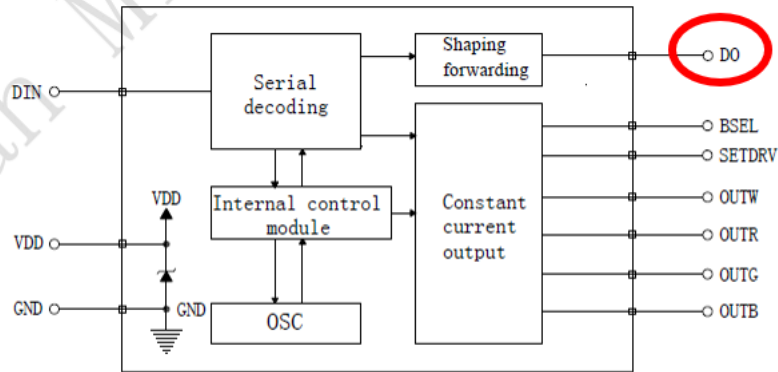 Shaping
forwarding
DO
Serial
decoding
DIN
BSEL
SETDRV
VDD
Internal control
module
Constant
current
output
OUTW
OUTR
VDD
OUTG
GND
GND
OSC
OUTB